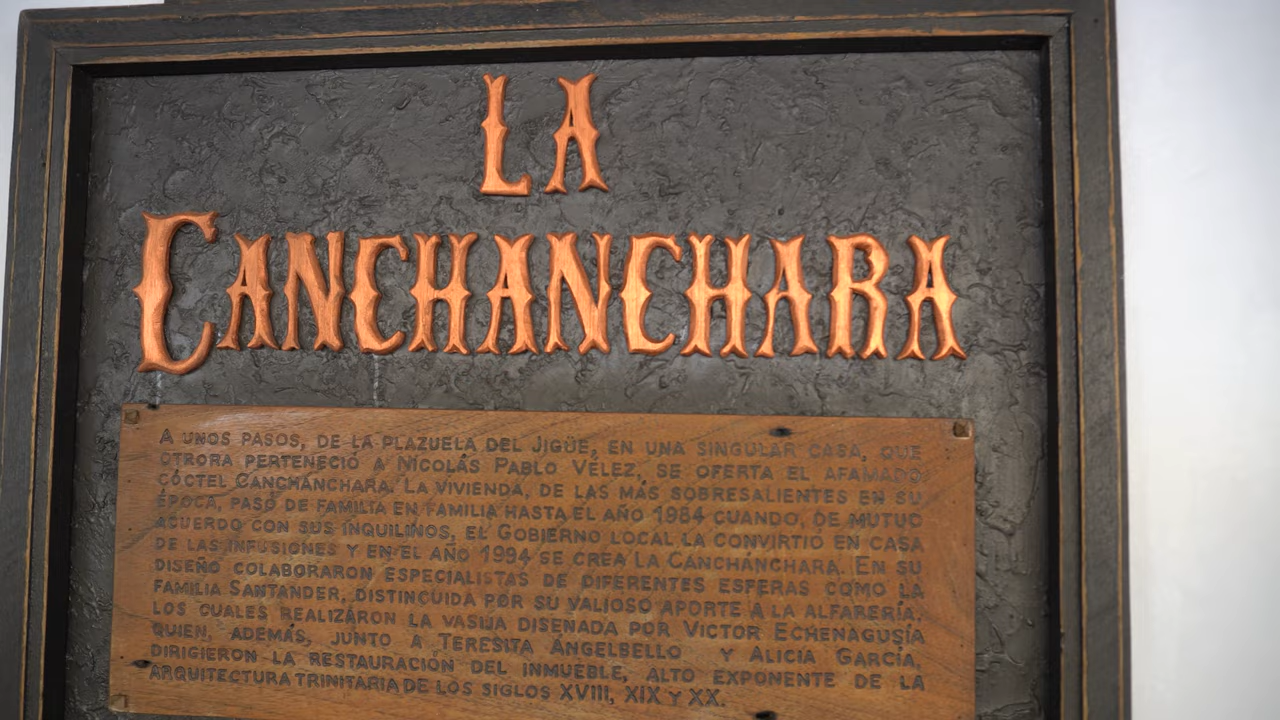 LA
CANCHANCHARA
A UNOS PASOS, DE LA PLAZUELA DEL JIGÜE, EN UNA SINGULAR CASA, QUE
OTRORA PERTENECIÓ A NICOLÁS PABLO VÉLEZ, SE OFERTA EL AFAMADO
CÓCTEL CANCHÁNCHARA. LA VIVIENDA, DE LAS MÁS SOBRESALIENTES EN SU
ÉPOCA, PASÓ DE FAMILIA EN FAMILIA HASTA EL AÑO 1984 CUANDO, DE MUTUO
ACUERDO CON SUS INQUILINOS, EL GOBIERNO LOCAL LA CONVIRTIÓ EN CASA
DE LAS INFUSIONES Y EN EL AÑO 1994 SE CREA LA CANCHÁNCHARA. EN SU
DISEÑO COLABORARON ESPECIALISTAS DE DIFERENTES ESFERAS COMO LA
FAMILIA SANTANDER, DISTINGUIDA POR SU VALIOSO APORTE A LA ALFARERÍA,
LOS CUALES REALIZARON LA VASIJA DISENADA POR VICTOR ECHENAGUSÍA
QUIEN, ADEMÁS, JUNTO A TERESITA ÁNGELBELLO Y ALICIA GARCÍA,
DIRIGIERON LA RESTAURACIÓN DEL INMUEBLE, ALTO EXPONENTE DE LA
ARQUITECTURA TRINITARIA DE LOS SIGLOS XVIII, XIX Y XX.